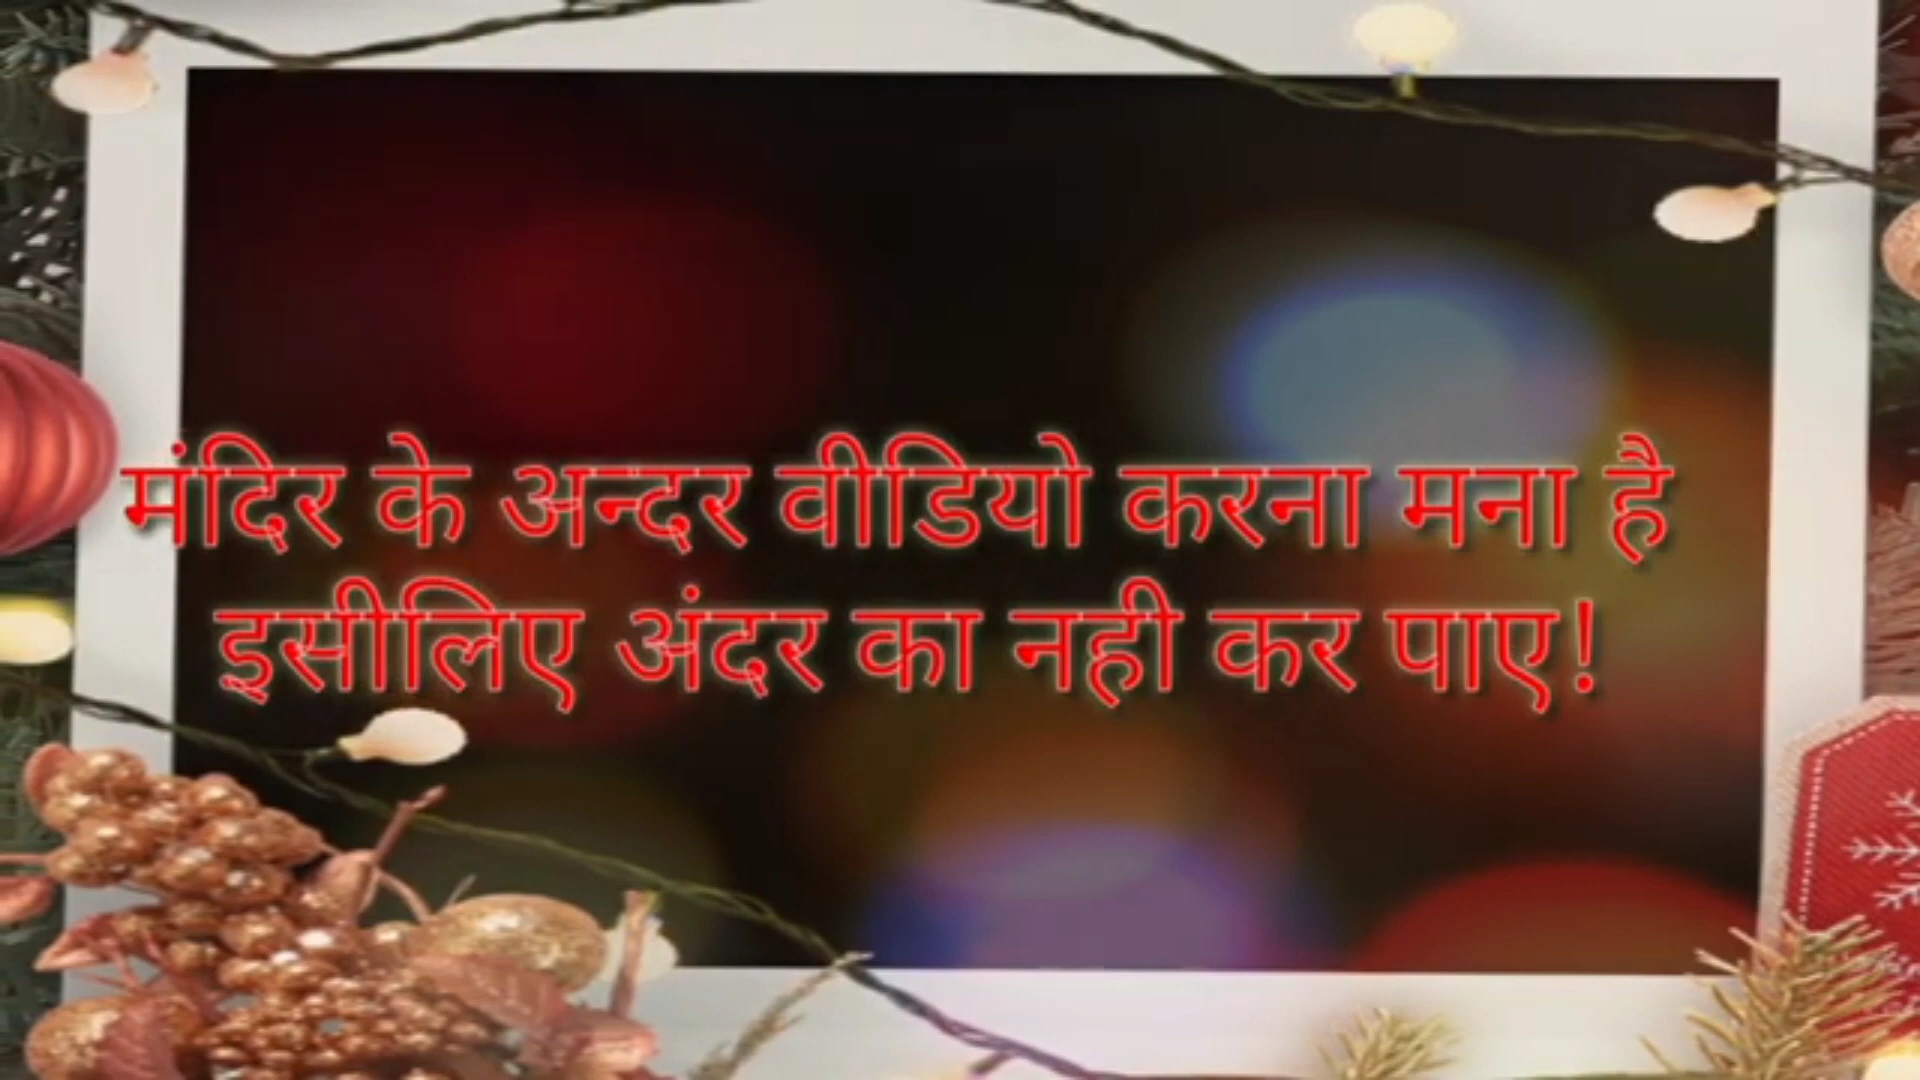 मंदिर के अन्दर वीडियो करना मना है
इसीलिए अंदर का नही कर पाए!